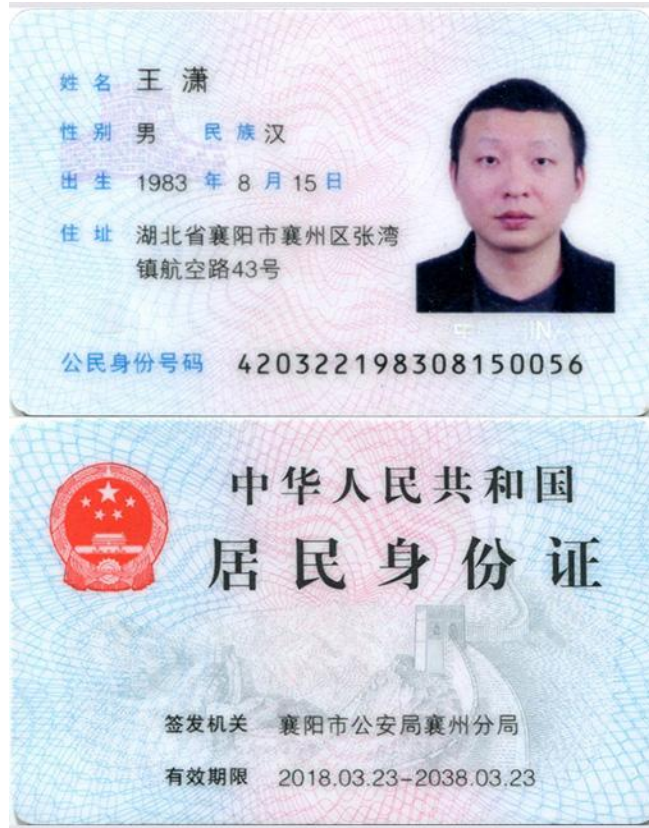 姓名 王潇
性别 男 民族 汉
出生 1983 年 8 月 15 日
住址 湖北省襄阳市襄州区张湾
镇航空路43号
公民身份号码 420322198308150056
中华人民共和国
居民身份证
签发机关 襄阳市公安局襄州分局
有效期限 2018.03.23-2038.03.23